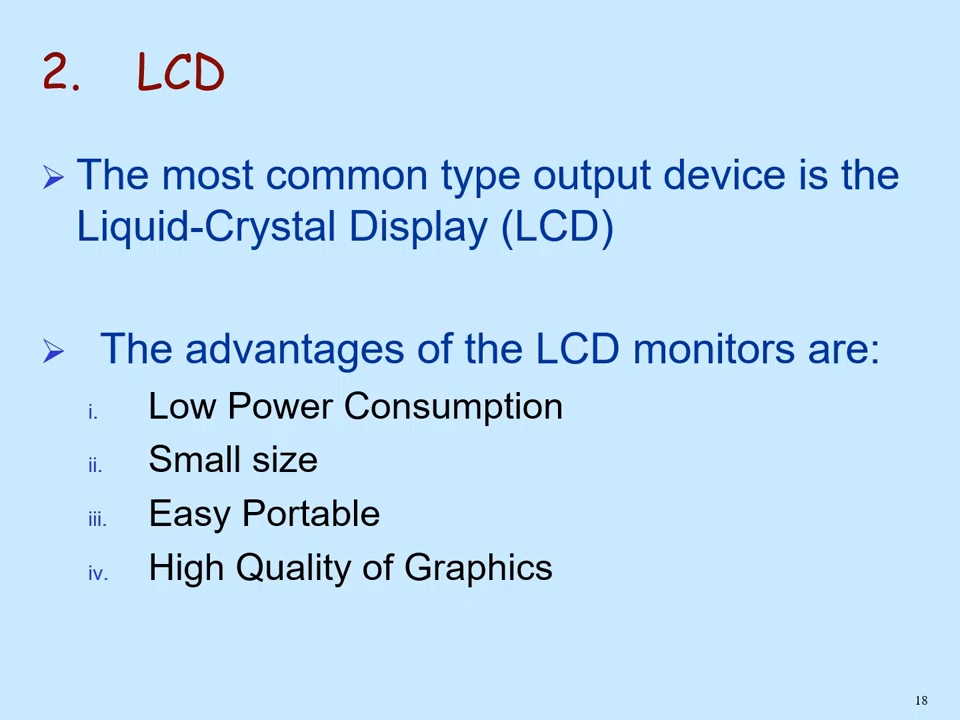 2. LCD
➢ The most common type output device is the
Liquid-Crystal Display (LCD)
➢ The advantages of the LCD monitors are:
i. Low Power Consumption
ii. Small size
iii. Easy Portable
iv. High Quality of Graphics
18